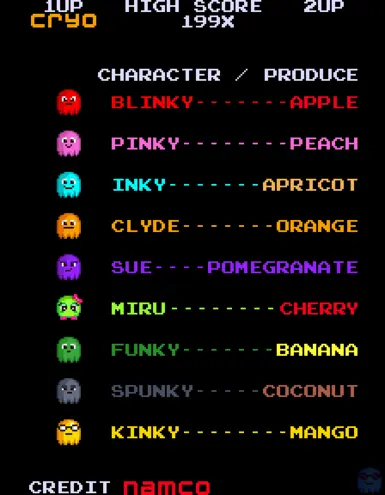 1UP HIGH SCORE 2UP
cryo 199X
CHARACTER / PRODUCE
BLINKY-------APPLE
PINKY--------PEACH
INKY-------APRICOT
CLYDE-------ORANGE
SUE----POMEGRANATE
MIRU--------CHERRY
FUNKY-------BANANA
SPUNKY-----COCONUT
KINKY--------MANGO
CREDIT namco